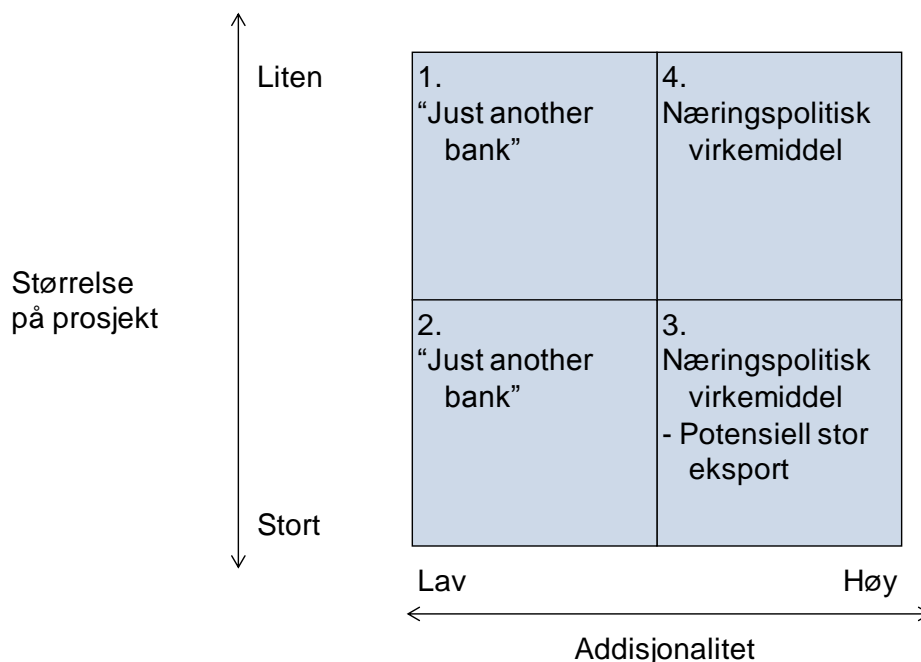 Liten
1.
“Just another
bank”
4.
Næringspolitisk
virkemiddel
Størrelse
på prosjekt
2.
“Just another
bank”
3.
Næringspolitisk
virkemiddel
- Potensiell stor
eksport
Stort
Lav
Høy
Addisjonalitet